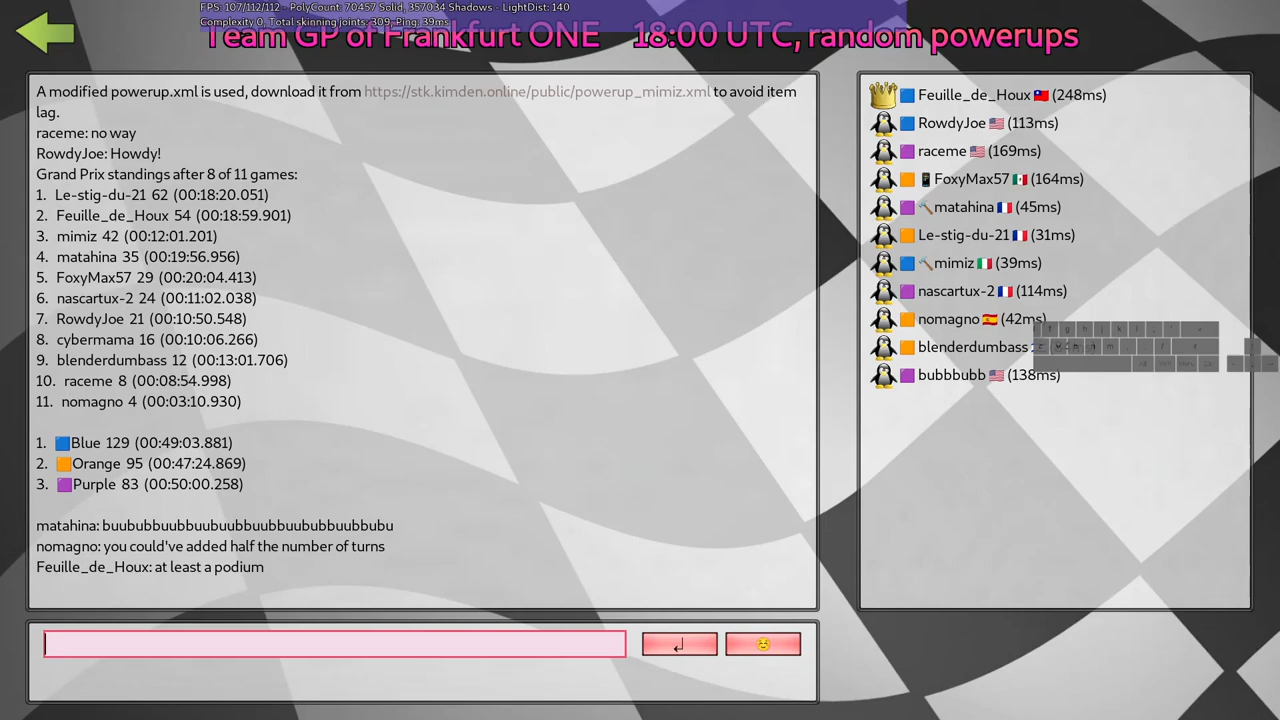 FPS: 107/112/112 - PolyCount: 70457 Solid, 357034 Shadows - LightDist: 140
Complexity 0, Total skinning joints: 309, Ping: 39ms
Team GP of Frankfurt ONE 18:00 UTC, random powerups
A modified powerup.xml is used, download it from https://stk.kimden.online/public/powerup_mimiz.xml to avoid item
lag.
raceme: no way
RowdyJoe: Howdy!
Grand Prix standings after 8 of 11 games:
1. Le-stig-du-21 62 (00:18:20.051)
2. Feuille_de_Houx 54 (00:18:59.901)
3. mimiz 42 (00:12:01.201)
4. matahina 35 (00:19:56.956)
5. FoxyMax57 29 (00:20:04.413)
6. nascartux-2 24 (00:11:02.038)
7. RowdyJoe 21 (00:10:50.548)
8. cybermama 16 (00:10:06.266)
9. blenderdumbass 12 (00:13:01.706)
10. raceme 8 (00:08:54.998)
11. nomagno 4 (00:03:10.930)
1. 🟦Blue 129 (00:49:03.881)
2. 🟧Orange 95 (00:47:24.869)
3. 🟪Purple 83 (00:50:00.258)
matahina: buububbuubbuubuubbuubbuububbuubbubu
nomagno: you could've added half the number of turns
Feuille_de_Houx: at least a podium
🟦 Feuille_de_Houx 🇹🇼 (248ms)
🟦 RowdyJoe 🇺🇸 (113ms)
🟪 raceme 🇺🇸 (169ms)
🟧 📱FoxyMax57 🇲🇽 (164ms)
🟪 🔨matahina 🇫🇷 (45ms)
🟧 Le-stig-du-21 🇫🇷 (31ms)
🟦 🔨mimiz 🇮🇹 (39ms)
🟪 nascartux-2 🇫🇷 (114ms)
🟧 nomagno 🇪🇸 (42ms)
🟧 blenderdumbass
🟪 bubbbubb 🇺🇸 (138ms)